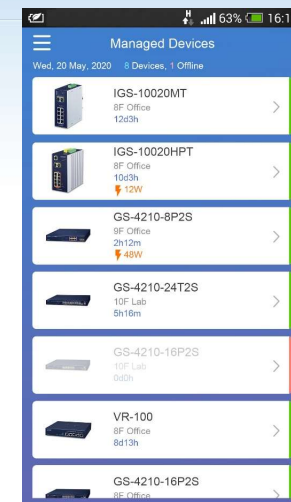 63% 16:1
Managed Devices
Wed, 20 May, 2020 8 Devices, 1 Offline
IGS-10020MT
8F Office
12d3h
IGS-10020HPT
8F Office
10d3h
12W
GS-4210-8P2S
9F Office
2h12m
48W
GS-4210-24T2S
10F Lab
5h16m
GS-4210-16P2S
10F Lab
0d0h
VR-100
8F Office
8d13h
GS-4210-16P2S
8F Office